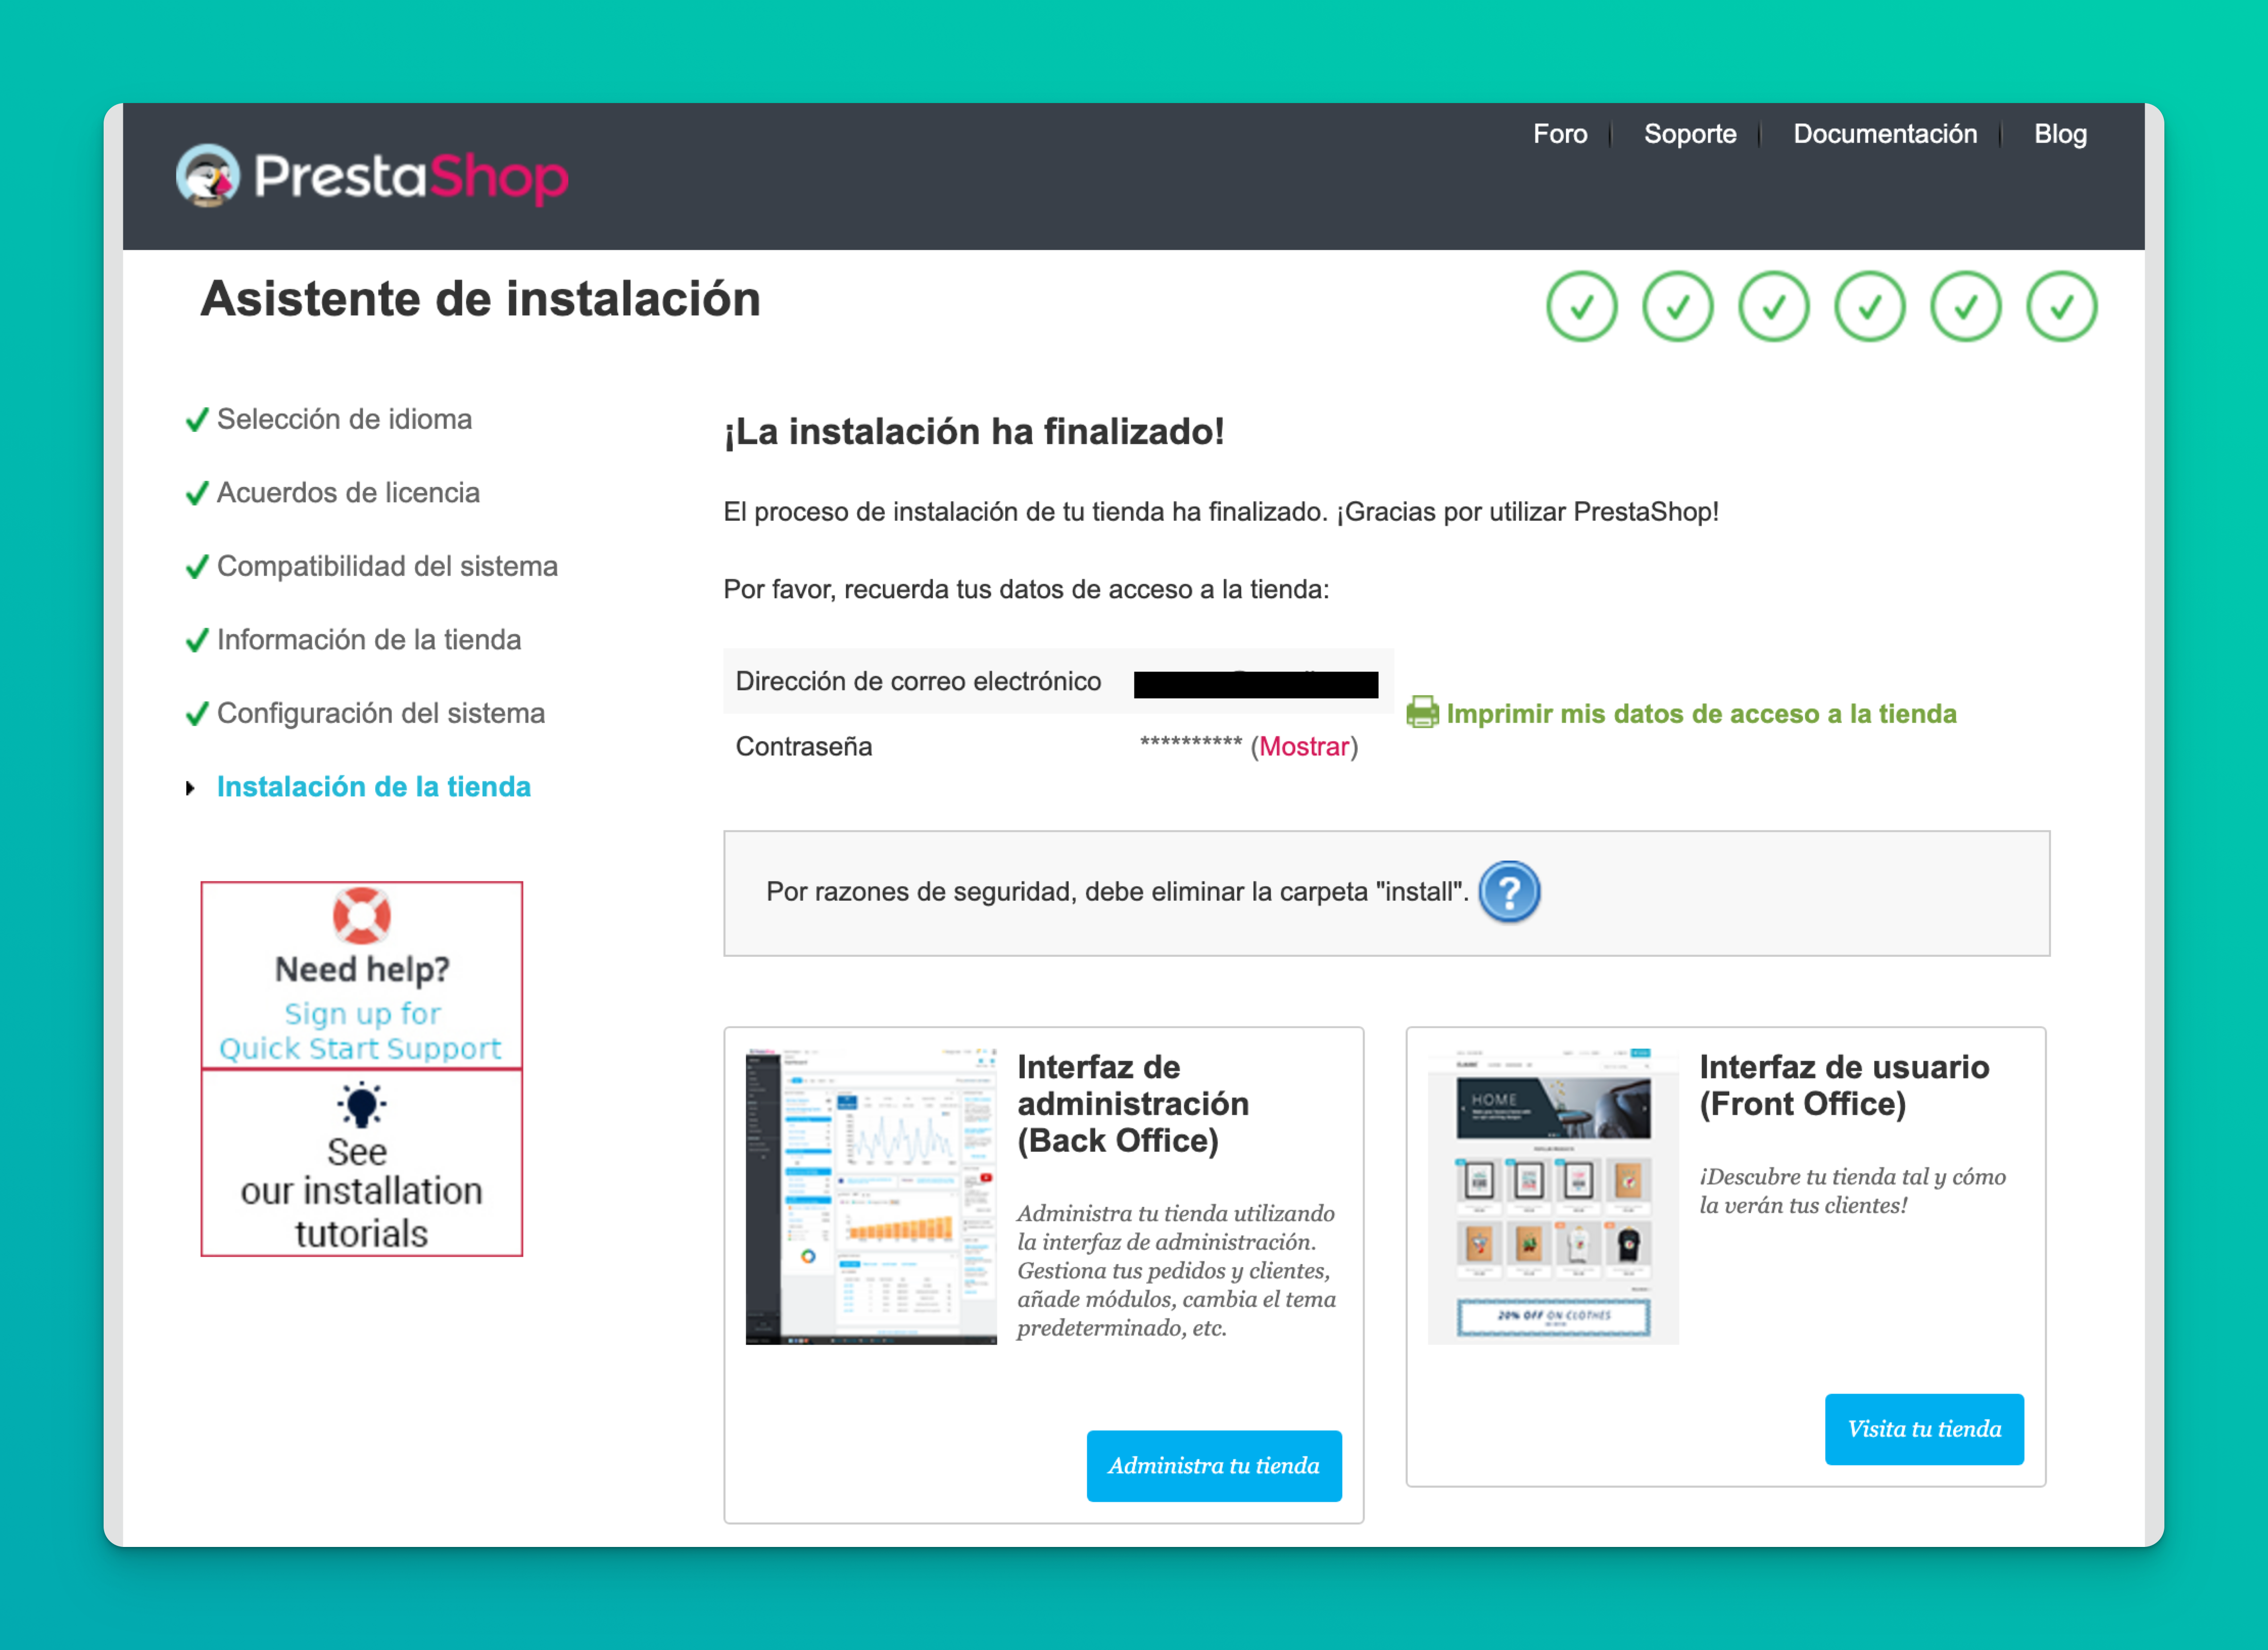 PrestaShop
Foro
Soporte
Documentación
Blog
Asistente de instalación
Selección de idioma
Acuerdos de licencia
Compatibilidad del sistema
Información de la tienda
Configuración del sistema
Instalación de la tienda
Need help?
Sign up for
Quick Start Support
See
our installation
tutorials
¡La instalación ha finalizado!
El proceso de instalación de tu tienda ha finalizado. ¡Gracias por utilizar PrestaShop!
Por favor, recuerda tus datos de acceso a la tienda:
Dirección de correo electrónico
Contraseña ********** (Mostrar)
Imprimir mis datos de acceso a la tienda
Por razones de seguridad, debe eliminar la carpeta "install". ?
Interfaz de
administración
(Back Office)
Administra tu tienda utilizando
la interfaz de administración.
Gestiona tus pedidos y clientes,
añade módulos, cambia el tema
predeterminado, etc.
Administra tu tienda
HOME
20% OFF ON CLOTHES
Interfaz de usuario
(Front Office)
¡Descubre tu tienda tal y cómo
la verán tus clientes!
Visita tu tienda